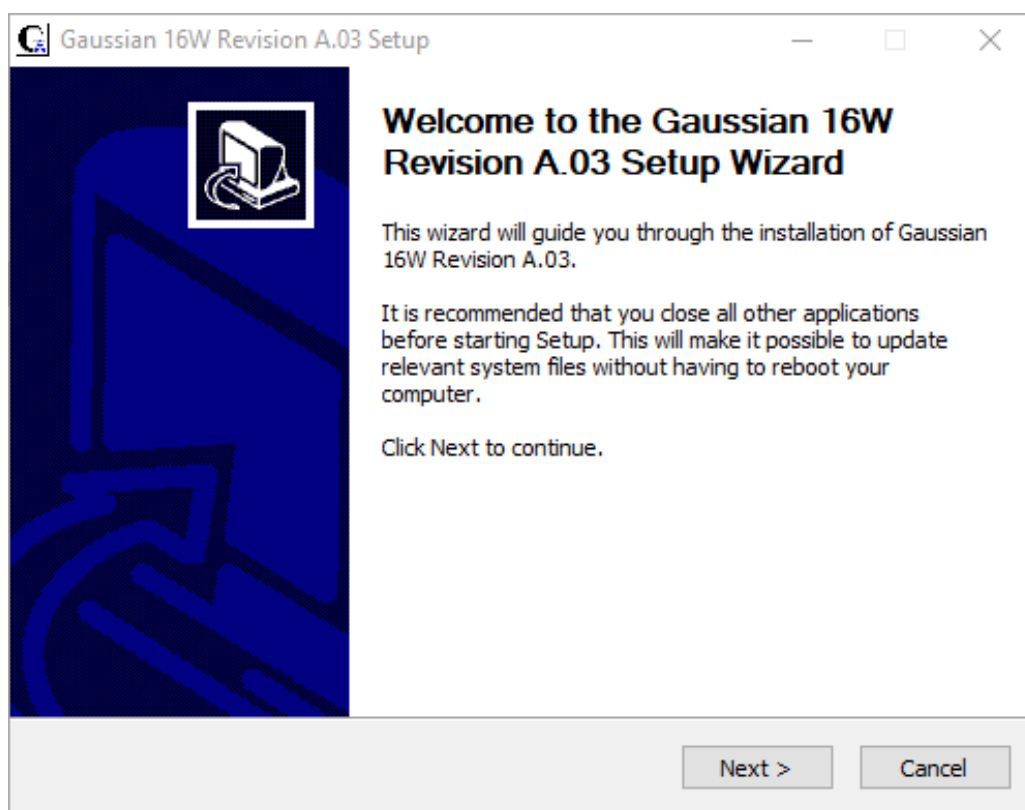 Gaussian 16W Revision A.03 Setup
Welcome to the Gaussian 16W
Revision A.03 Setup Wizard
This wizard will guide you through the installation of Gaussian
16W Revision A.03.
It is recommended that you close all other applications
before starting Setup. This will make it possible to update
relevant system files without having to reboot your
computer.
Click Next to continue.
Next >
Cancel